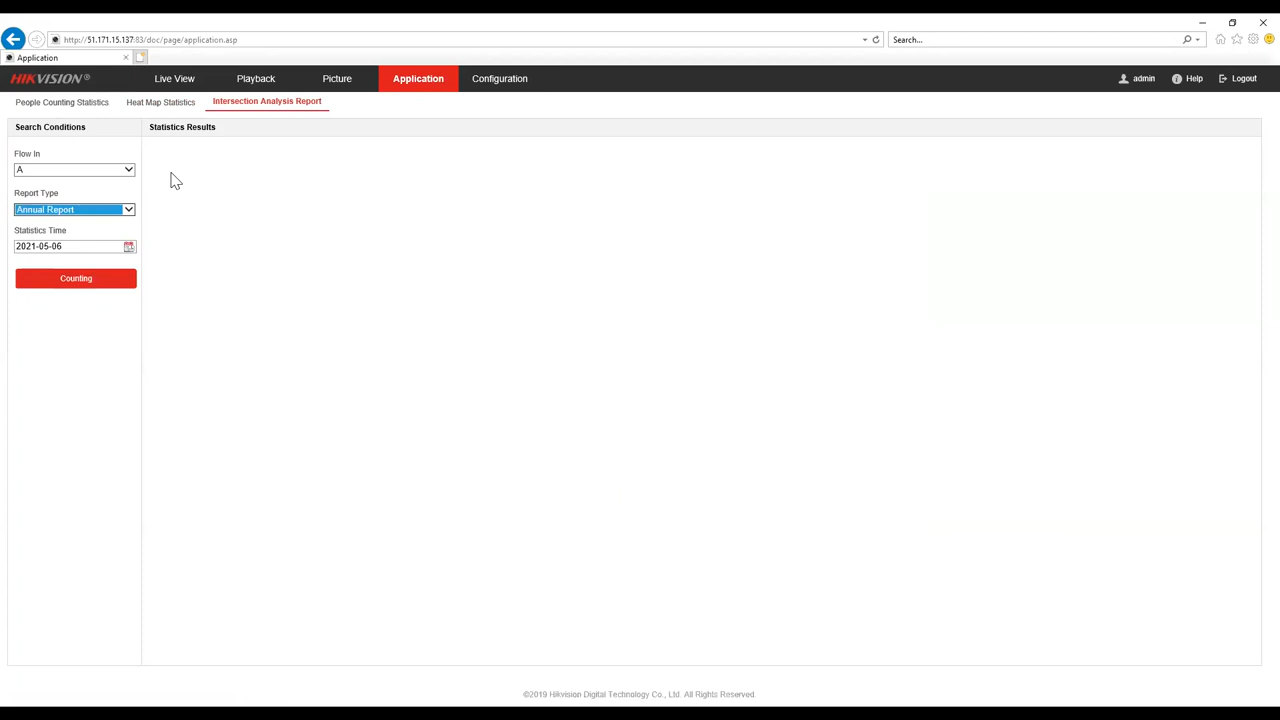 http://51.171.15.137:83/doc/page/application.asp
Search...
Application
HIKVISION®
Live View
Playback
Picture
Application
Configuration
admin
Help
Logout
People Counting Statistics
Heat Map Statistics
Intersection Analysis Report
Search Conditions
Statistics Results
Flow In
A
Report Type
Annual Report
Statistics Time
2021-05-06
Counting
©2019 Hikvision Digital Technology Co., Ltd. All Rights Reserved.